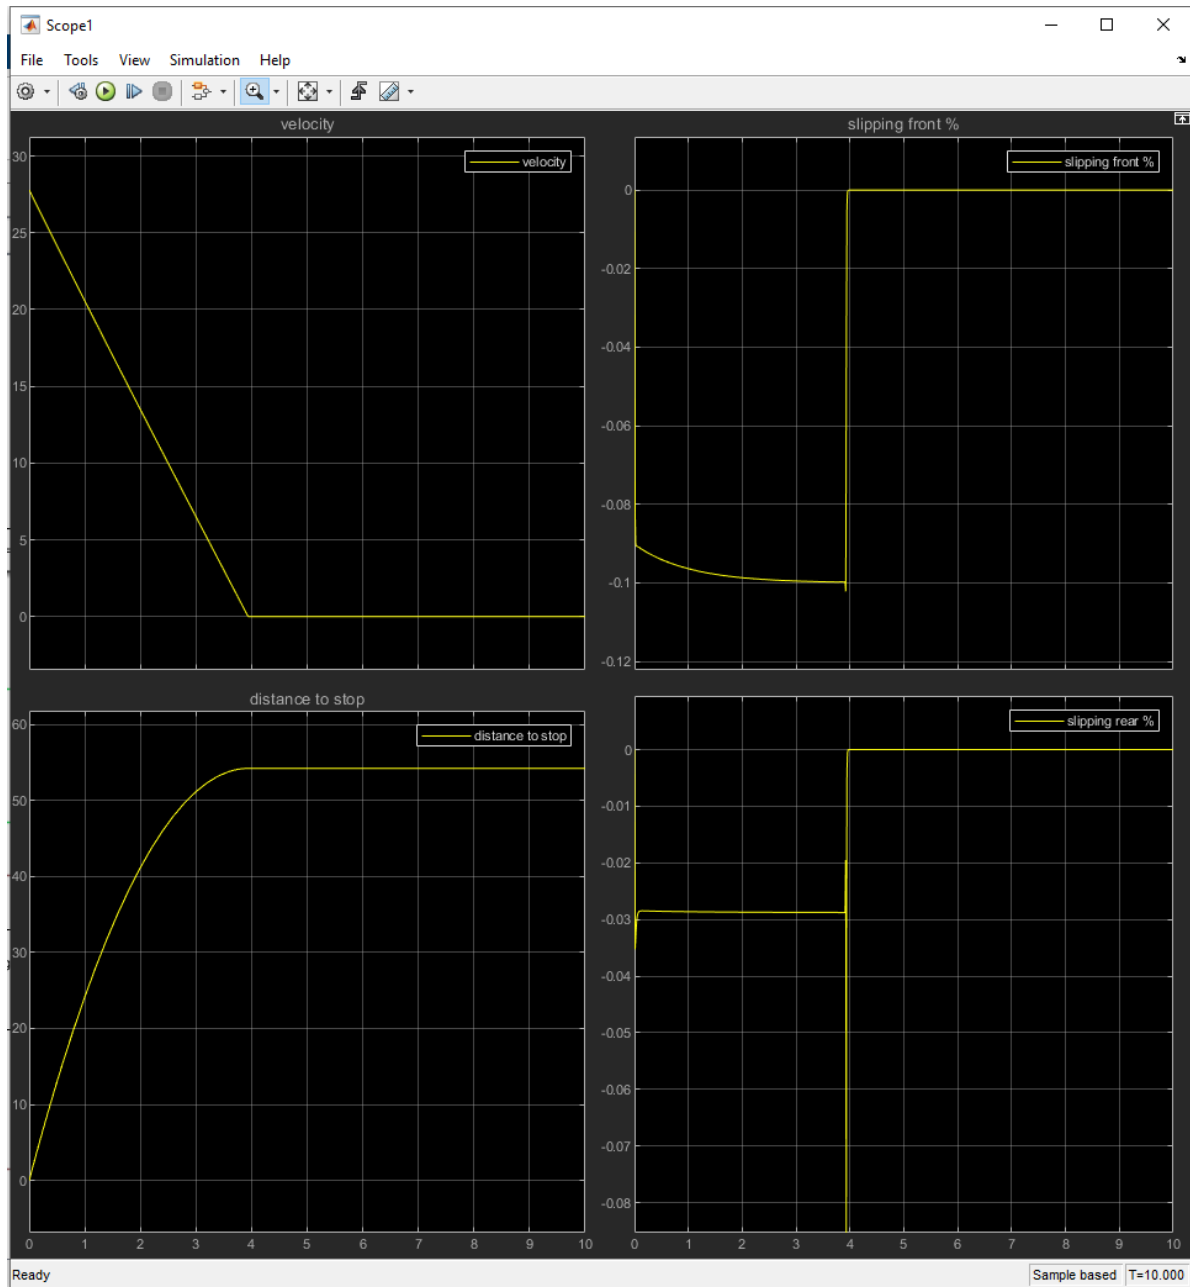 Scope1
File Tools View Simulation Help
velocity
velocity
30
25
20
15
10
5
0
slipping front %
slipping front %
0
-0.02
-0.04
-0.06
-0.08
-0.1
-0.12
distance to stop
distance to stop
60
50
40
30
20
10
0
0 1 2 3 4 5 6 7 8 9 10
slipping rear %
0
-0.01
-0.02
-0.03
-0.04
-0.05
-0.06
-0.07
-0.08
0 1 2 3 4 5 6 7 8 9 10
Ready
Sample based T=10.000